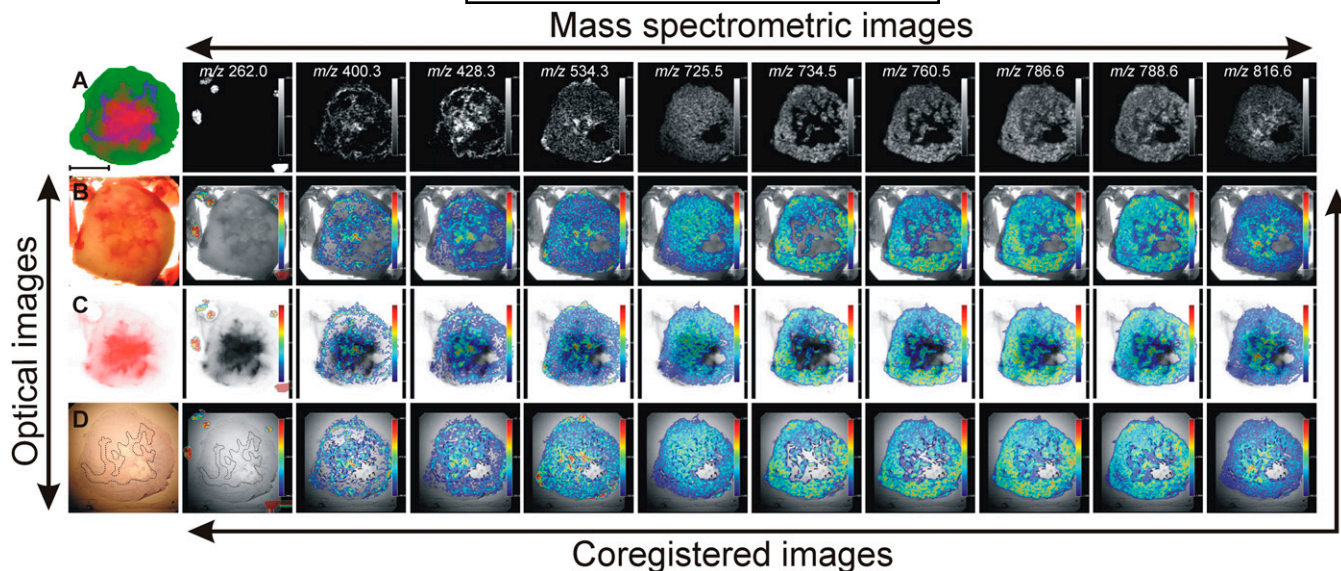 Mass spectrometric images
A
m/z 262.0
m/z 400.3
m/z 428.3
m/z 534.3
m/z 725.5
m/z 734.5
m/z 760.5
m/z 786.6
m/z 788.6
m/z 816.6
Optical images
B
C
D
Coregistered images